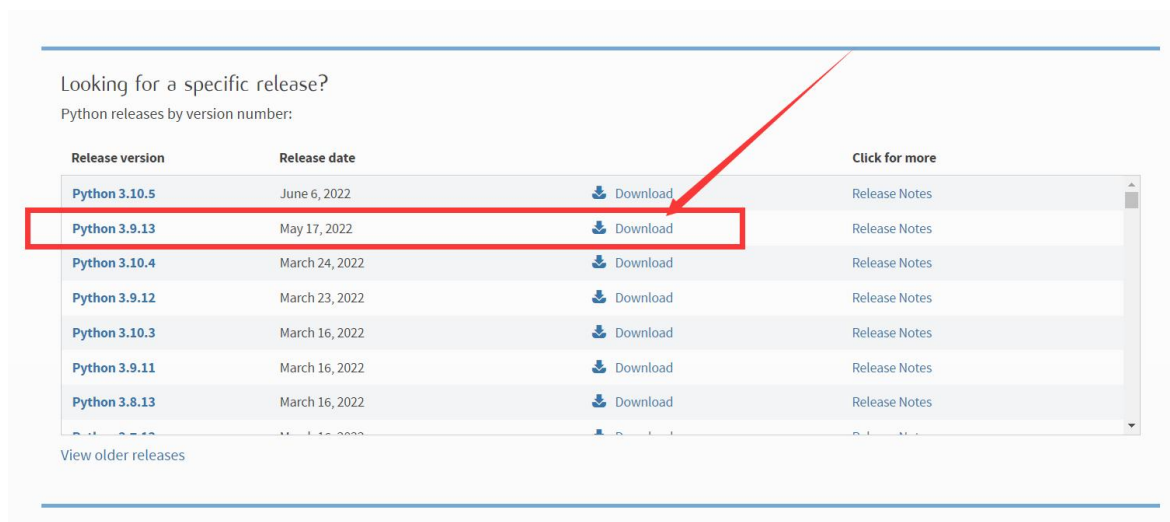 Looking for a specific release?
Python releases by version number:
Release version Release date Click for more
Python 3.10.5 June 6, 2022 Download Release Notes
Python 3.9.13 May 17, 2022 Download Release Notes
Python 3.10.4 March 24, 2022 Download Release Notes
Python 3.9.12 March 23, 2022 Download Release Notes
Python 3.10.3 March 16, 2022 Download Release Notes
Python 3.9.11 March 16, 2022 Download Release Notes
Python 3.8.13 March 16, 2022 Download Release Notes
View older releases